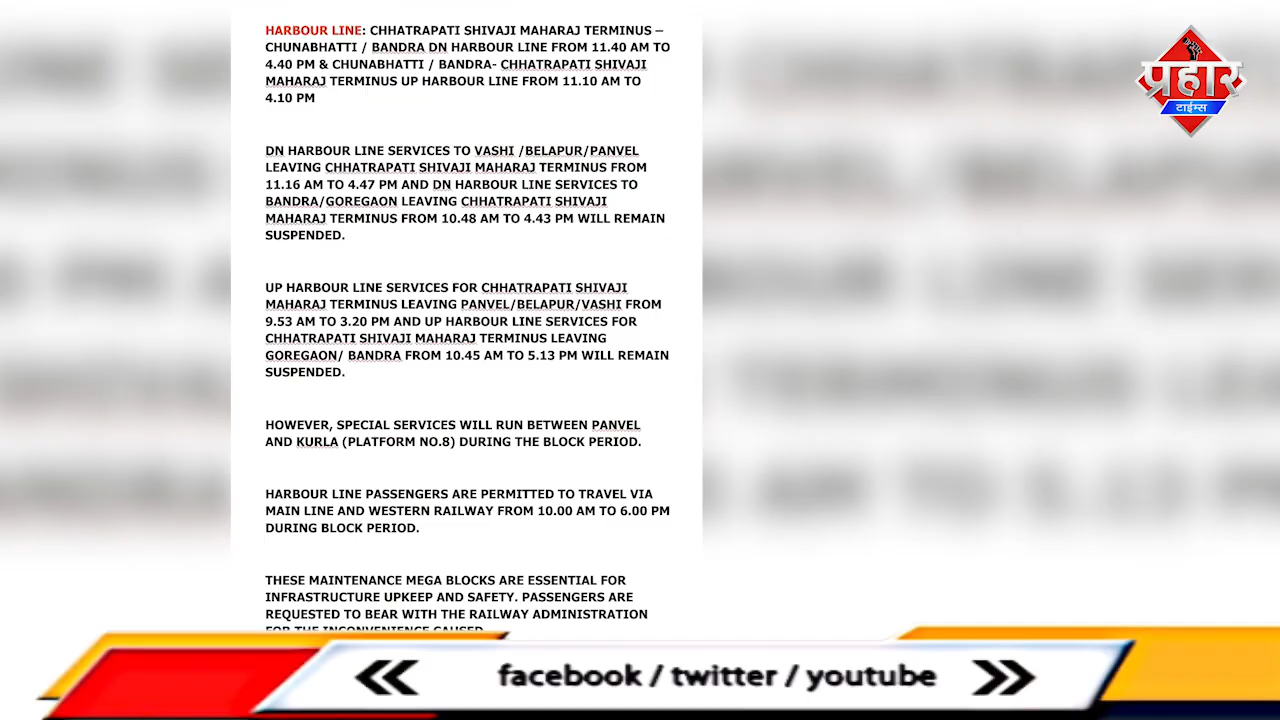 HARBOUR LINE: CHHATRAPATI SHIVAJI MAHARAJ TERMINUS –
CHUNABHATTI / BANDRA DN HARBOUR LINE FROM 11.40 AM TO
4.40 PM & CHUNABHATTI / BANDRA- CHHATRAPATI SHIVAJI
MAHARAJ TERMINUS UP HARBOUR LINE FROM 11.10 AM TO
4.10 PM
DN HARBOUR LINE SERVICES TO VASHI /BELAPUR/PANVEL
LEAVING CHHATRAPATI SHIVAJI MAHARAJ TERMINUS FROM
11.16 AM TO 4.47 PM AND DN HARBOUR LINE SERVICES TO
BANDRA/GOREGAON LEAVING CHHATRAPATI SHIVAJI
MAHARAJ TERMINUS FROM 10.48 AM TO 4.43 PM WILL REMAIN
SUSPENDED.
UP HARBOUR LINE SERVICES FOR CHHATRAPATI SHIVAJI
MAHARAJ TERMINUS LEAVING PANVEL/BELAPUR/VASHI FROM
9.53 AM TO 3.20 PM AND UP HARBOUR LINE SERVICES FOR
CHHATRAPATI SHIVAJI MAHARAJ TERMINUS LEAVING
GOREGAON/ BANDRA FROM 10.45 AM TO 5.13 PM WILL REMAIN
SUSPENDED.
HOWEVER, SPECIAL SERVICES WILL RUN BETWEEN PANVEL
AND KURLA (PLATFORM NO.8) DURING THE BLOCK PERIOD.
HARBOUR LINE PASSENGERS ARE PERMITTED TO TRAVEL VIA
MAIN LINE AND WESTERN RAILWAY FROM 10.00 AM TO 6.00 PM
DURING BLOCK PERIOD.
THESE MAINTENANCE MEGA BLOCKS ARE ESSENTIAL FOR
INFRASTRUCTURE UPKEEP AND SAFETY. PASSENGERS ARE
REQUESTED TO BEAR WITH THE RAILWAY ADMINISTRATION
FOR THE INCONVENIENCE CAUSED
प्रहार
टाईम्स
facebook / twitter / youtube